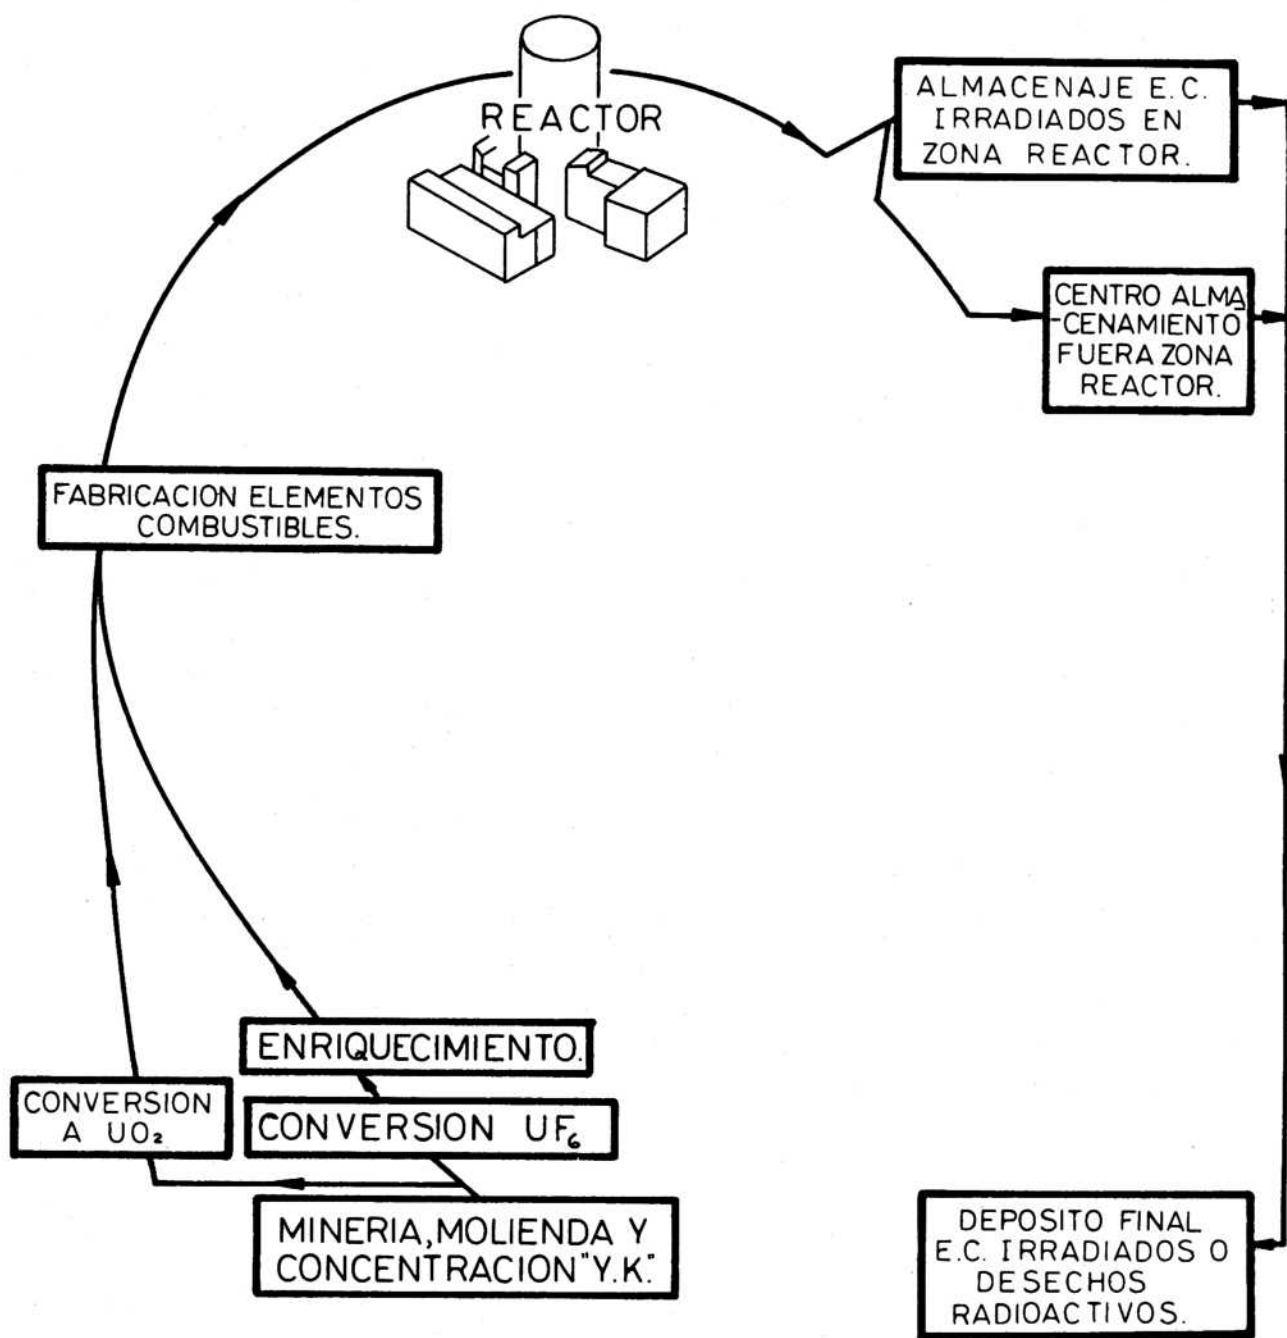 REACTOR
ALMACENAJE E.C.
IRRADIADOS EN
ZONA REACTOR.
CENTRO ALMA
-CENAMIENTO
FUERA ZONA
REACTOR.
FABRICACION ELEMENTOS
COMBUSTIBLES.
ENRIQUECIMIENTO.
CONVERSION
A UO₂
CONVERSION UF₆
MINERIA, MOLIENDA Y
CONCENTRACION "Y.K."
DEPOSITO FINAL
E.C. IRRADIADOS O
DESECHOS
RADIOACTIVOS.